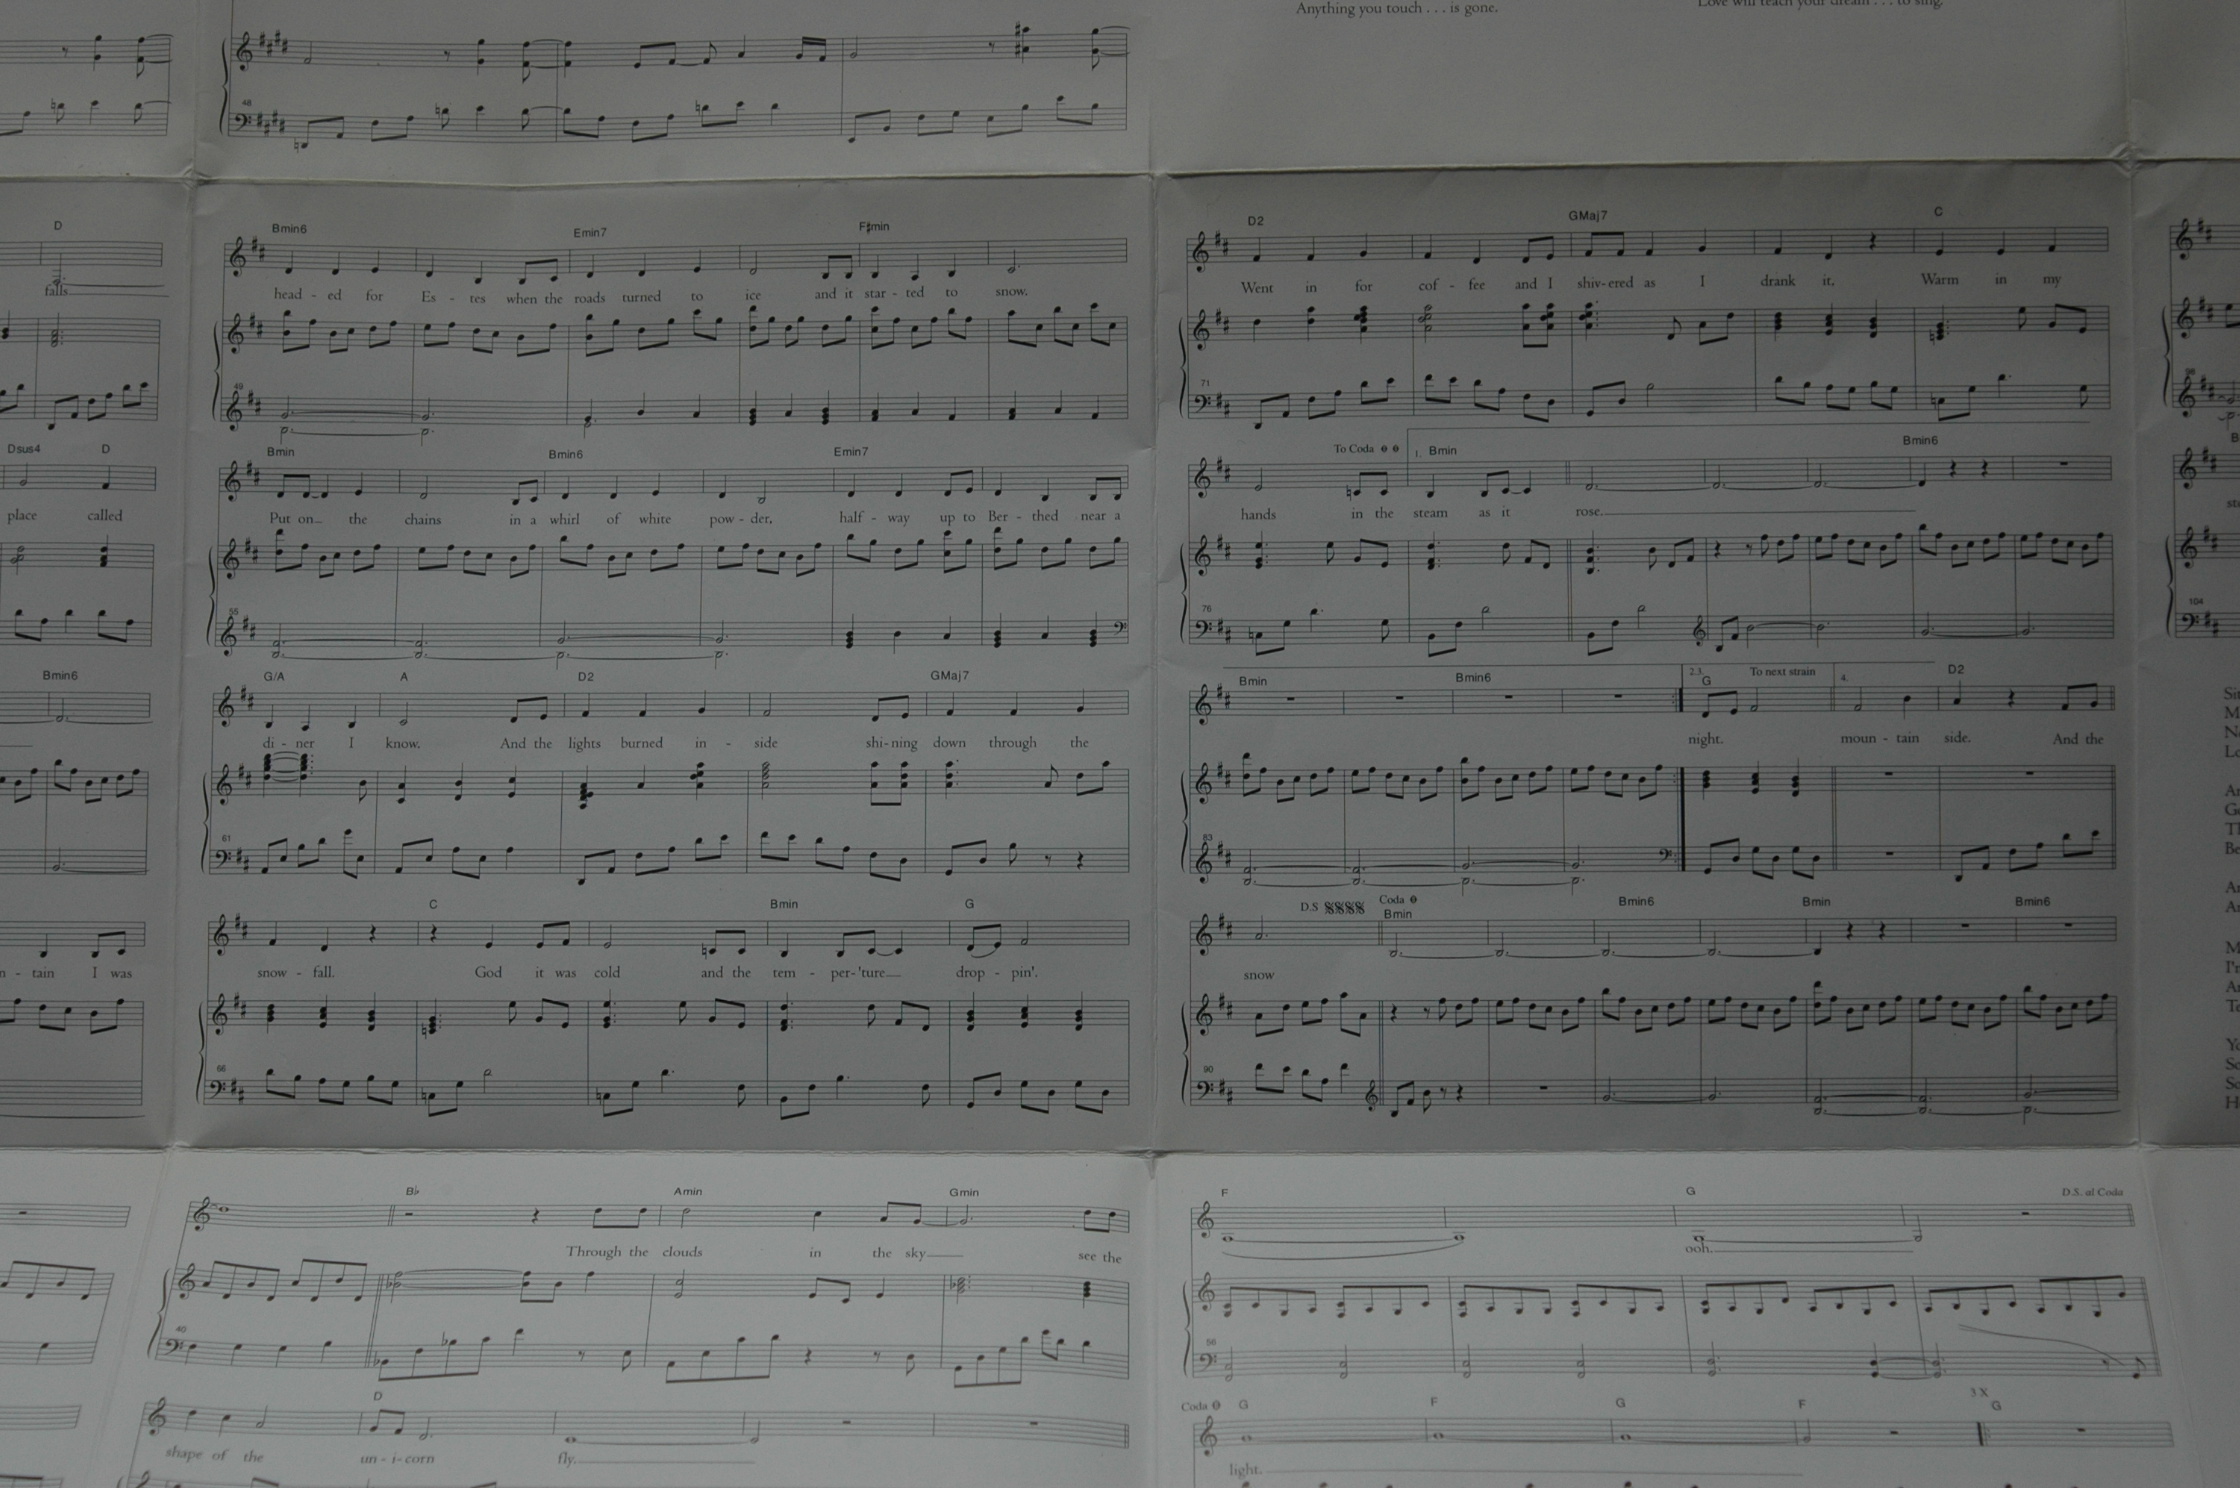 Anything you touch . . . is gone.
Love will teach your dream . . . to sing.
48
D
falls
Dsus4 D
place called
Bmin6
n - tain I was
Bmin6 Emin7 F♯min
head - ed for Es - tes when the roads turned to ice and it star - ted to snow.
49
Bmin Bmin6 Emin7
Put on the chains in a whirl of white pow - der, half - way up to Ber - thed near a
55
G/A A D2 GMaj7
di - ner I know. And the lights burned in - side shi - ning down through the
61
C Bmin G
snow - fall. God it was cold and the tem - per-'ture drop - pin'.
66
D2 GMaj7 C
Went in for cof - fee and I shiv - ered as I drank it, Warm in my
71
To Coda 1. Bmin Bmin6
hands in the steam as it rose.
76
Bmin Bmin6 2.3. G To next strain 4. D2
night. moun - tain side. And the
83
D.S. Coda Bmin Bmin6 Bmin Bmin6
snow
90
104
B♭ Amin Gmin
Through the clouds in the sky see the
40
D
shape of the un - i - corn fly.
F G D.S. al Coda
ooh.
56
Coda G F G F 3 X G
light.